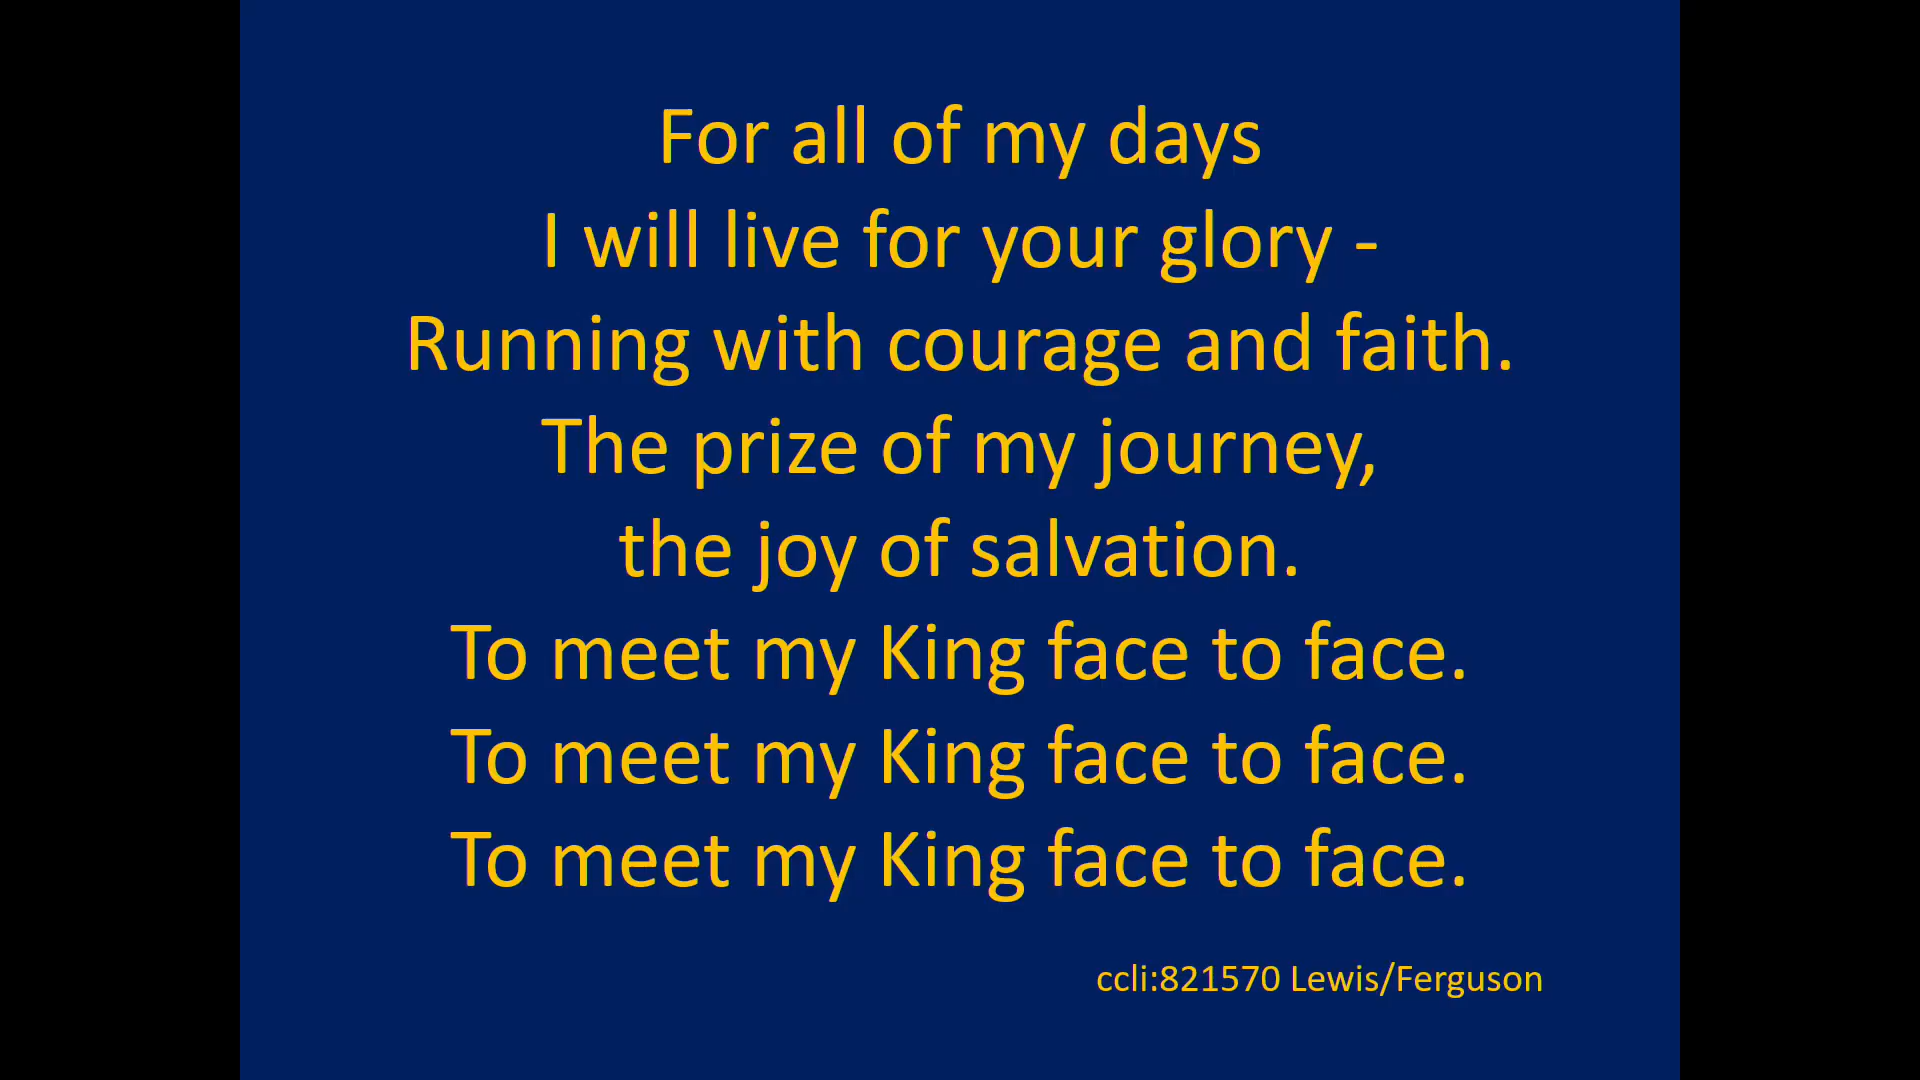 For all of my days
I will live for your glory -
Running with courage and faith.
The prize of my journey,
the joy of salvation.
To meet my King face to face.
To meet my King face to face.
To meet my King face to face.
ccli:821570 Lewis/Ferguson